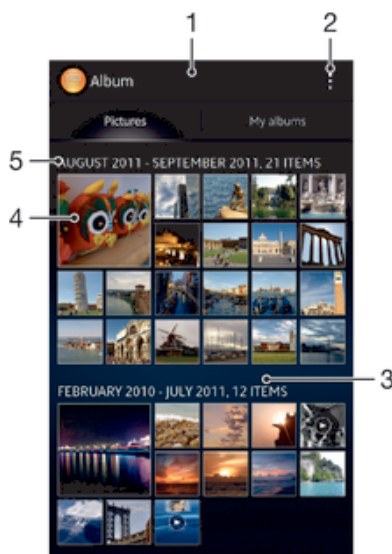 1 2
Album
Pictures My albums
5 AUGUST 2011 - SEPTEMBER 2011, 21 ITEMS
4
3
FEBRUARY 2010 - JULY 2011, 12 ITEMS